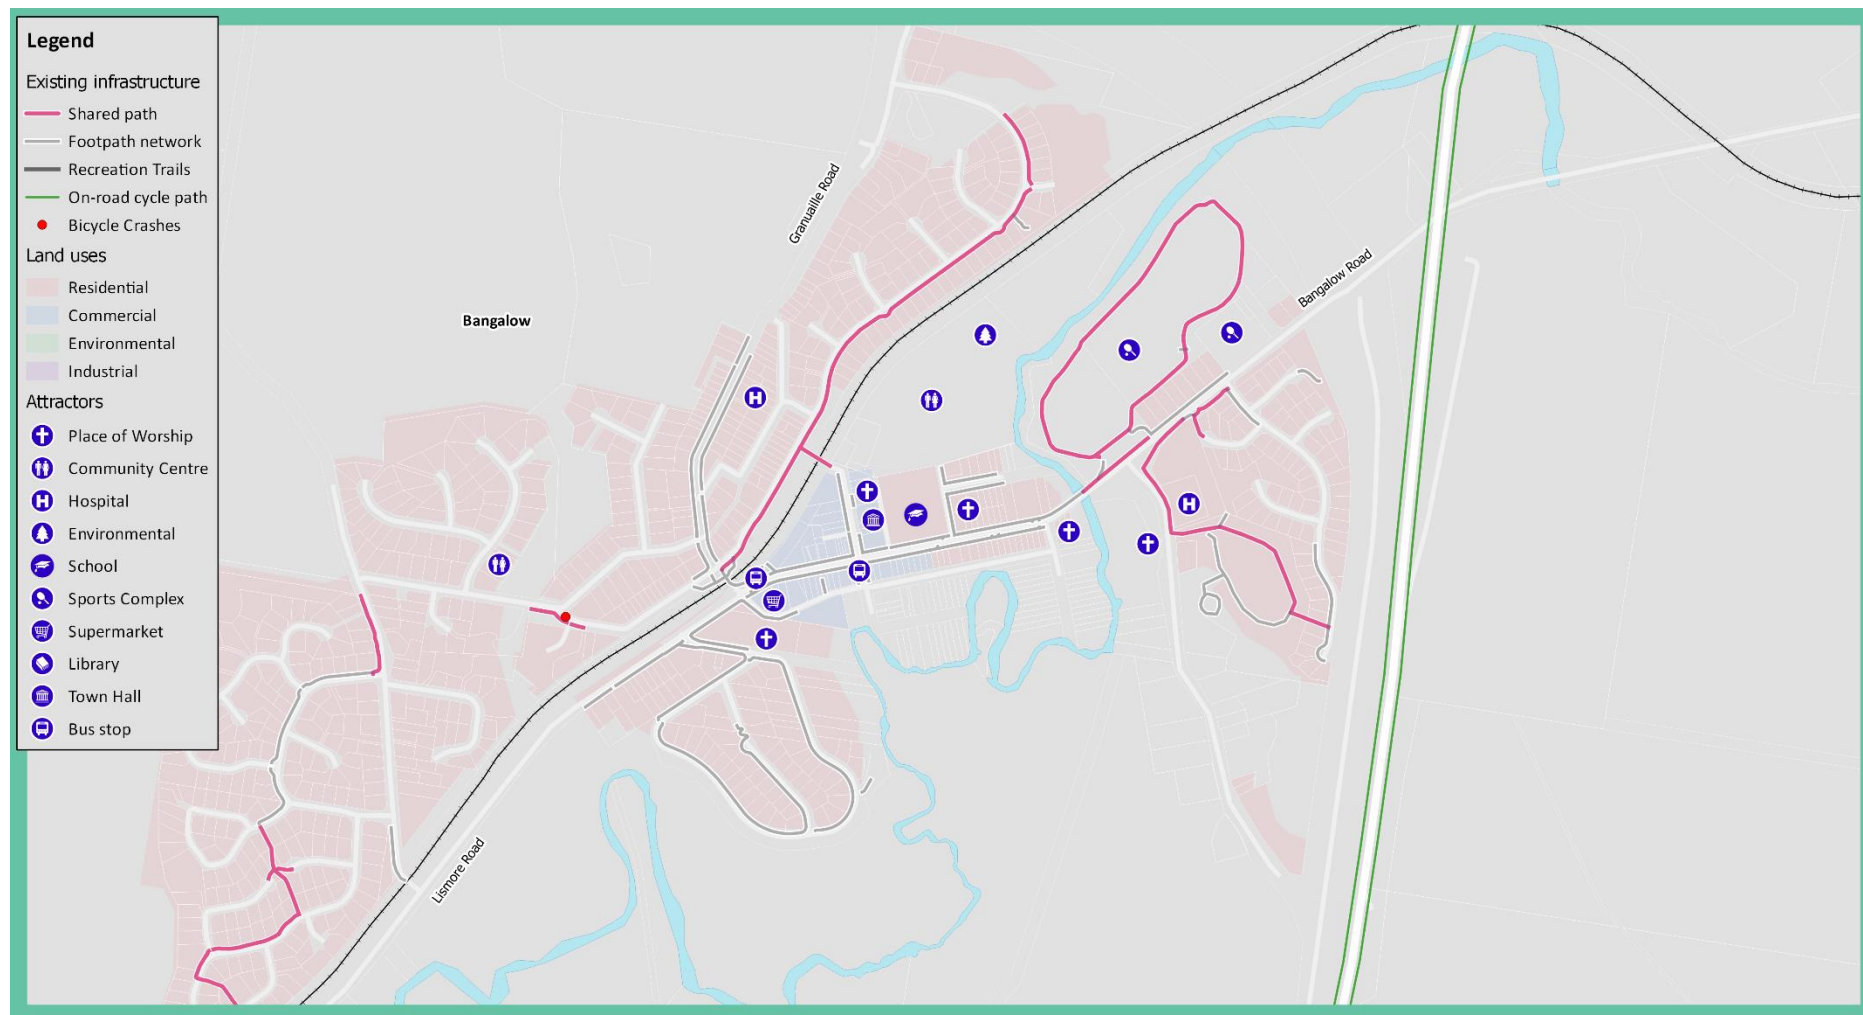 Legend
Existing infrastructure
Shared path
Footpath network
Recreation Trails
On-road cycle path
Bicycle Crashes
Land uses
Residential
Commercial
Environmental
Industrial
Attractors
Place of Worship
Community Centre
H Hospital
Environmental
School
Sports Complex
Supermarket
Library
Town Hall
Bus stop
Granuaille Road
Bangalow Road
Bangalow
H
H
Lismore Road